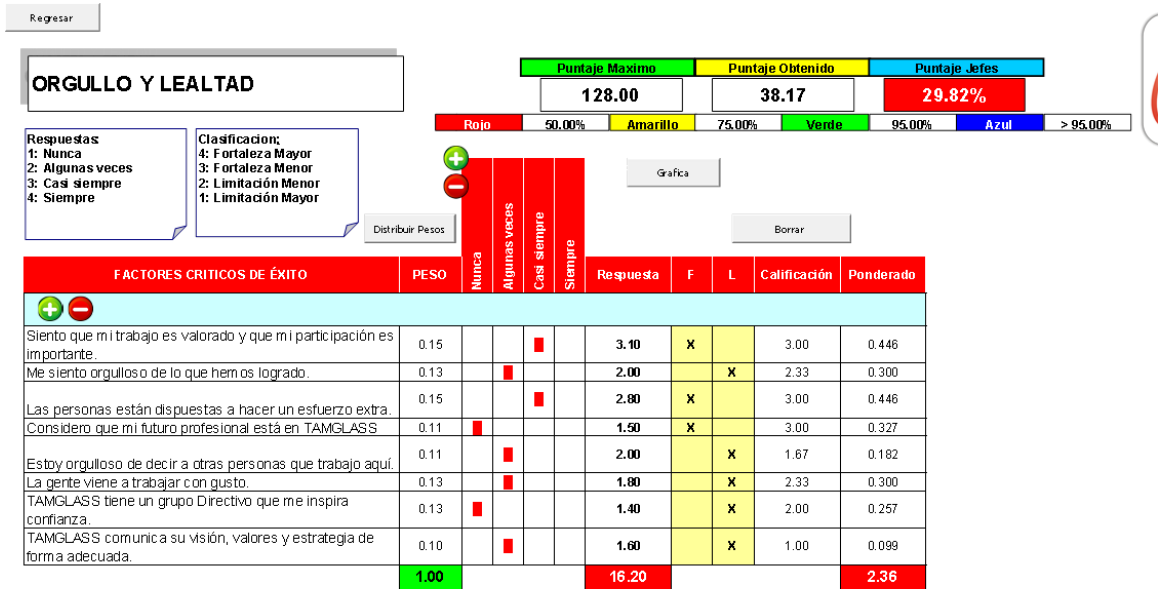 Regresar
ORGULLO Y LEALTAD
Puntaje Maximo Puntaje Obtenido Puntaje Jefes
128.00 38.17 29.82%
Rojo 50.00% Amarillo 75.00% Verde 95.00% Azul > 95.00%
Respuestas:
1: Nunca
2: Algunas veces
3: Casi siempre
4: Siempre
Clasificacion;
4: Fortaleza Mayor
3: Fortaleza Menor
2: Limitación Menor
1: Limitación Mayor
Grafica
Distribuir Pesos
Borrar
FACTORES CRITICOS DE ÉXITO PESO Nunca Algunas veces Casi siempre Siempre Respuesta F L Calificación Ponderado
Siento que mi trabajo es valorado y que mi participación es
importante. 0.15 3.10 X 3.00 0.446
Me siento orgulloso de lo que hemos logrado. 0.13 2.00 X 2.33 0.300
Las personas están dispuestas a hacer un esfuerzo extra. 0.15 2.80 X 3.00 0.446
Considero que mi futuro profesional está en TAMGLASS 0.11 1.50 X 3.00 0.327
Estoy orgulloso de decir a otras personas que trabajo aquí. 0.11 2.00 X 1.67 0.182
La gente viene a trabajar con gusto. 0.13 1.80 X 2.33 0.300
TAMGLASS tiene un grupo Directivo que me inspira
confianza. 0.13 1.40 X 2.00 0.257
TAMGLASS comunica su visión, valores y estrategia de
forma adecuada. 0.10 1.60 X 1.00 0.099
1.00 16.20 2.36